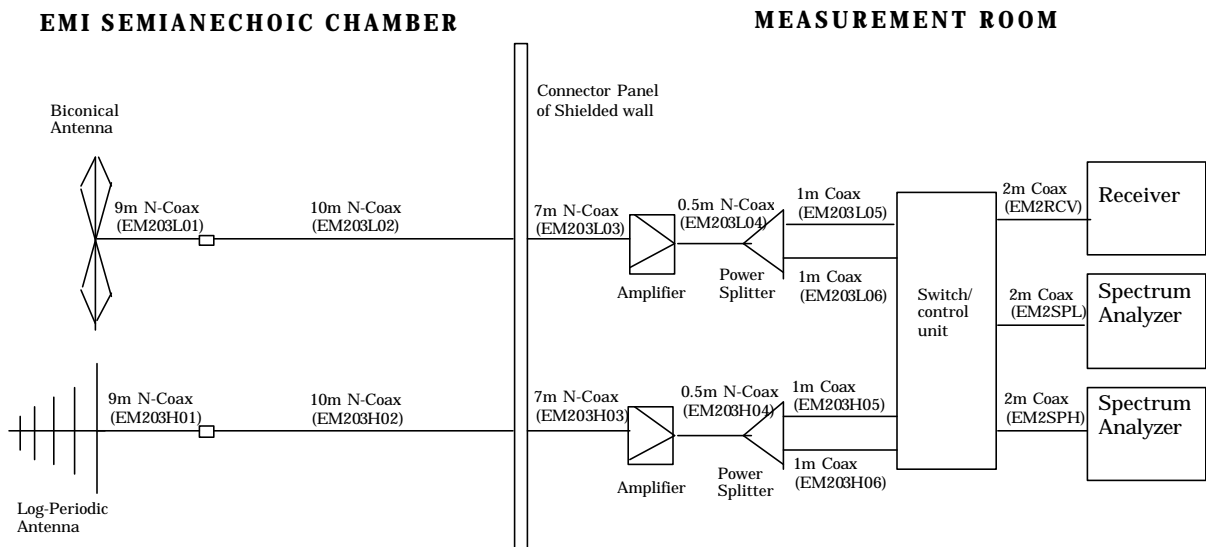 EMI SEMIANECHOIC CHAMBER
MEASUREMENT ROOM
Connector Panel
of Shielded wall
Biconical
Antenna
9m N-Coax
(EM203L01)
10m N-Coax
(EM203L02)
7m N-Coax
(EM203L03)
0.5m N-Coax
(EM203L04)
1m Coax
(EM203L05)
2m Coax
(EM2RCV)
Receiver
Amplifier
Power
Splitter
1m Coax
(EM203L06)
Switch/
control
unit
2m Coax
(EM2SPL)
Spectrum
Analyzer
9m N-Coax
(EM203H01)
10m N-Coax
(EM203H02)
7m N-Coax
(EM203H03)
0.5m N-Coax
(EM203H04)
1m Coax
(EM203H05)
2m Coax
(EM2SPH)
Spectrum
Analyzer
Amplifier
Power
Splitter
1m Coax
(EM203H06)
Log-Periodic
Antenna